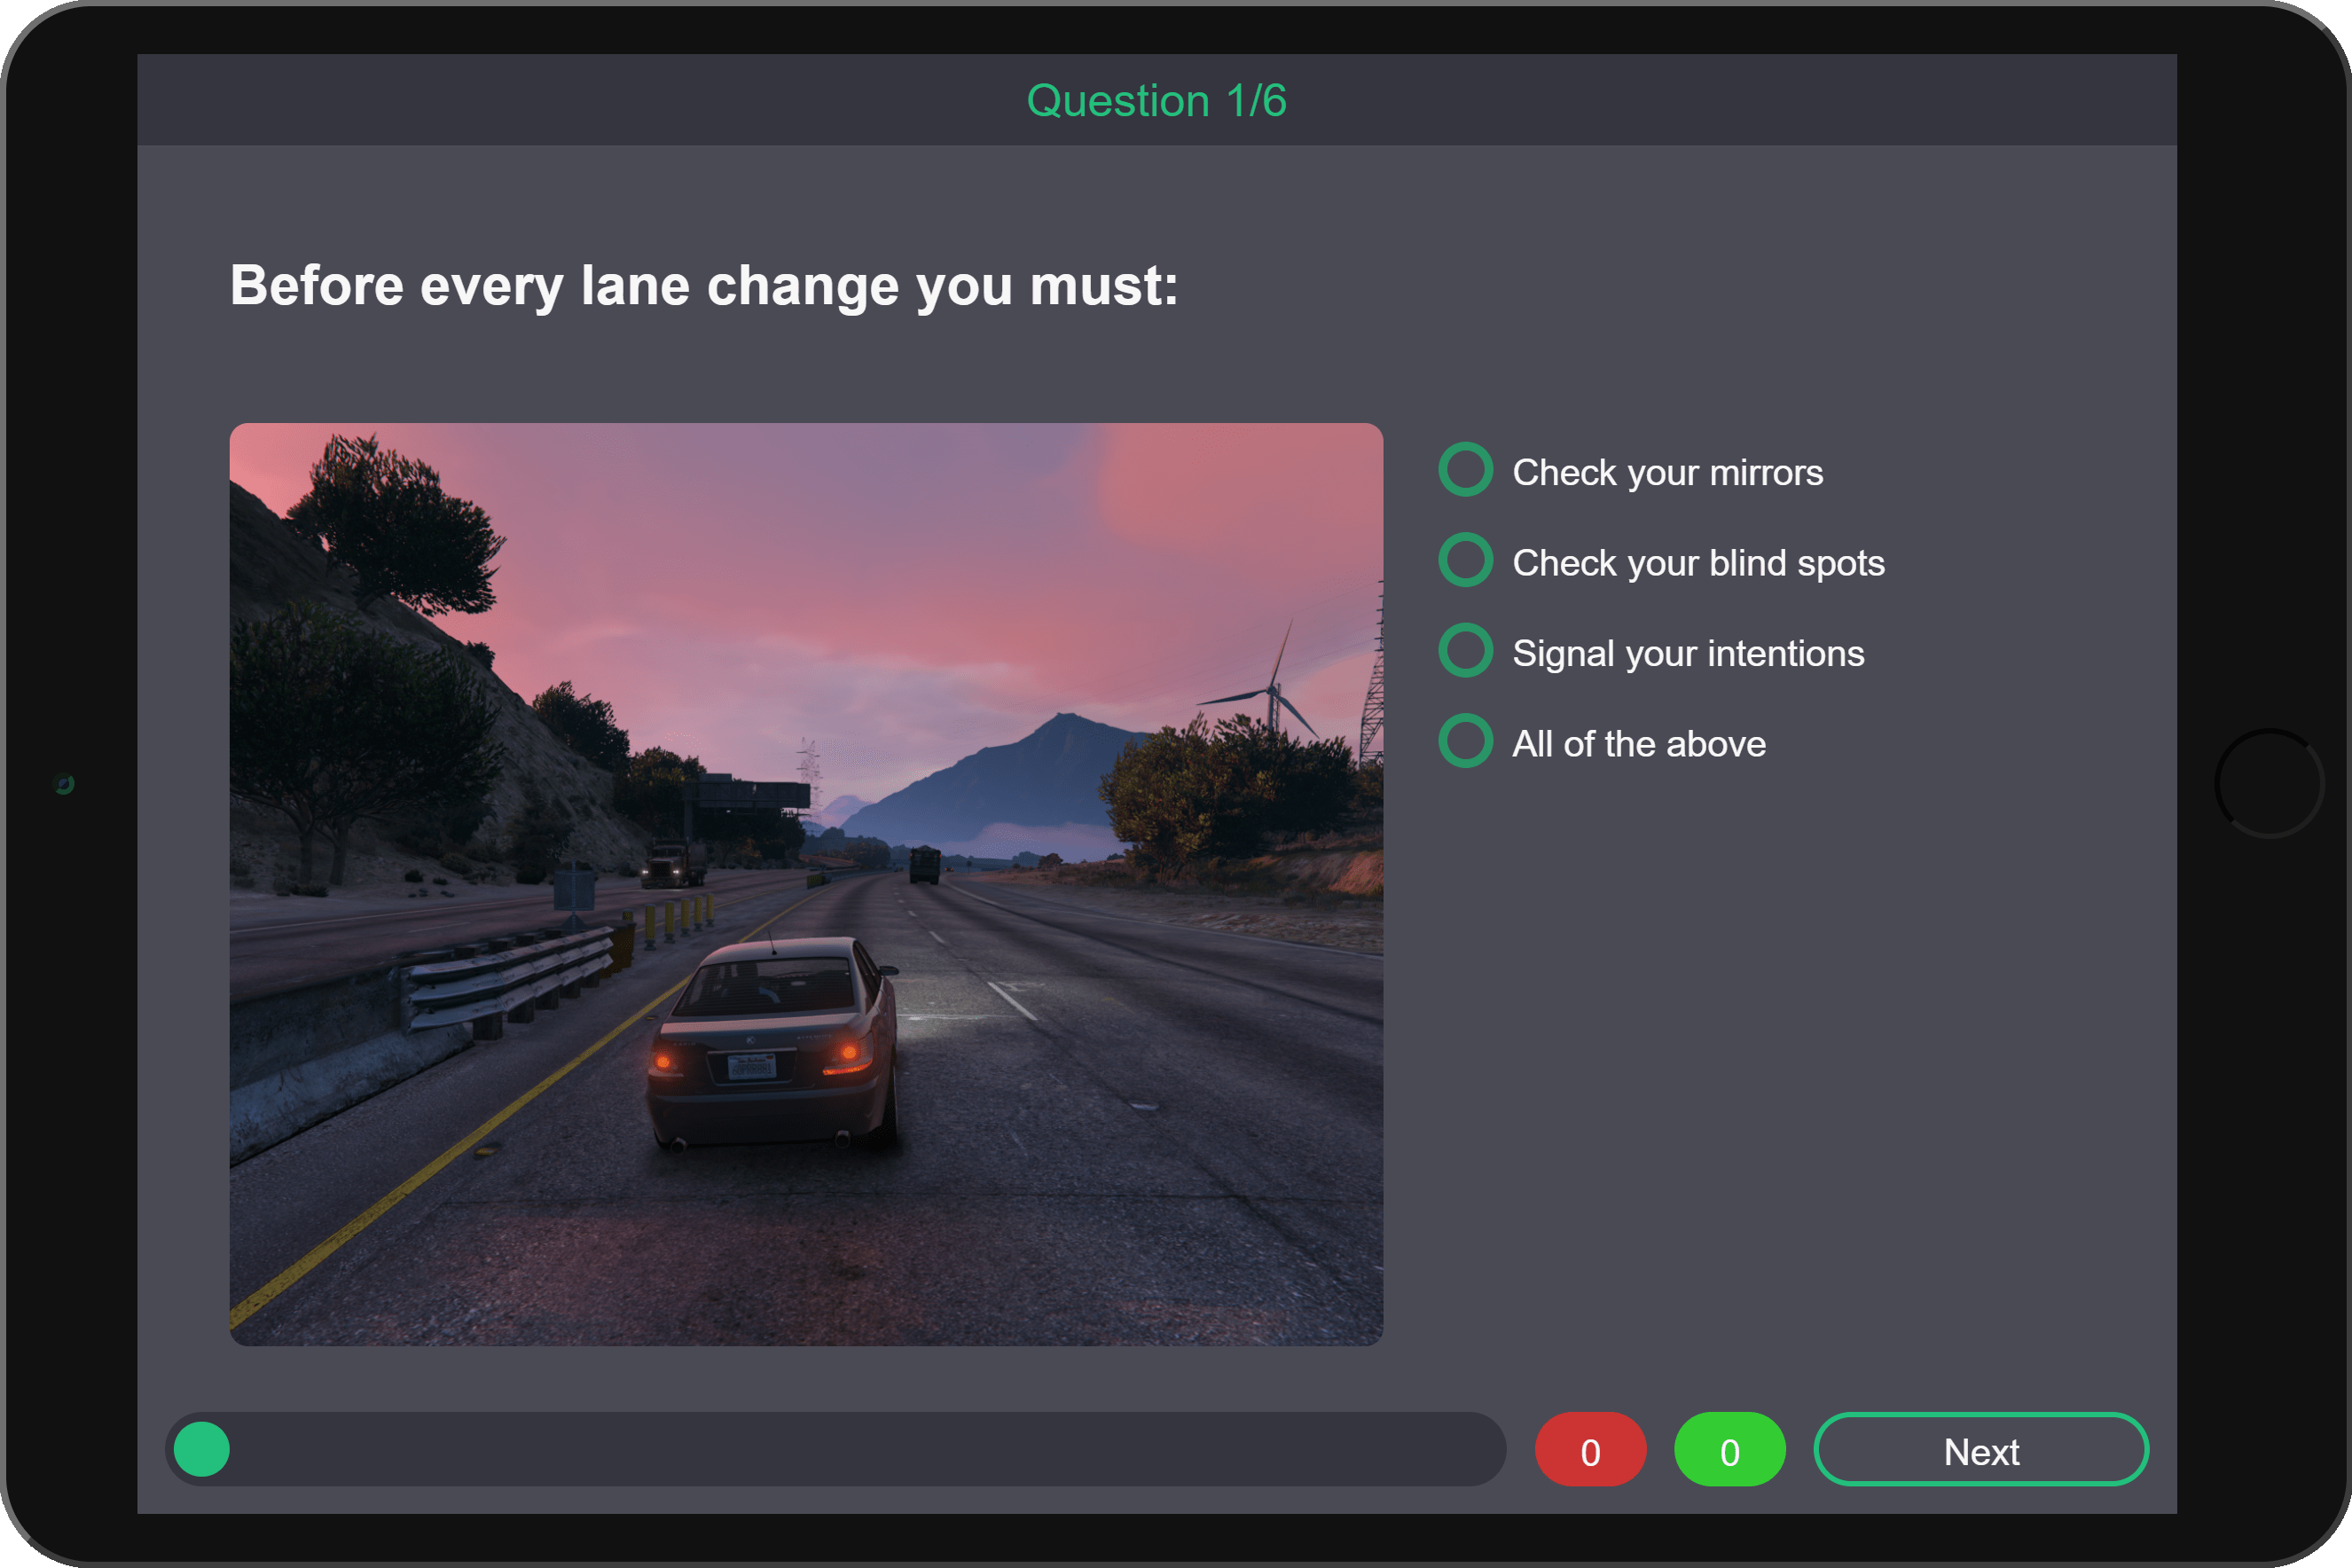 Question 1/6
Before every lane change you must:
Check your mirrors
Check your blind spots
Signal your intentions
All of the above
0
0
Next